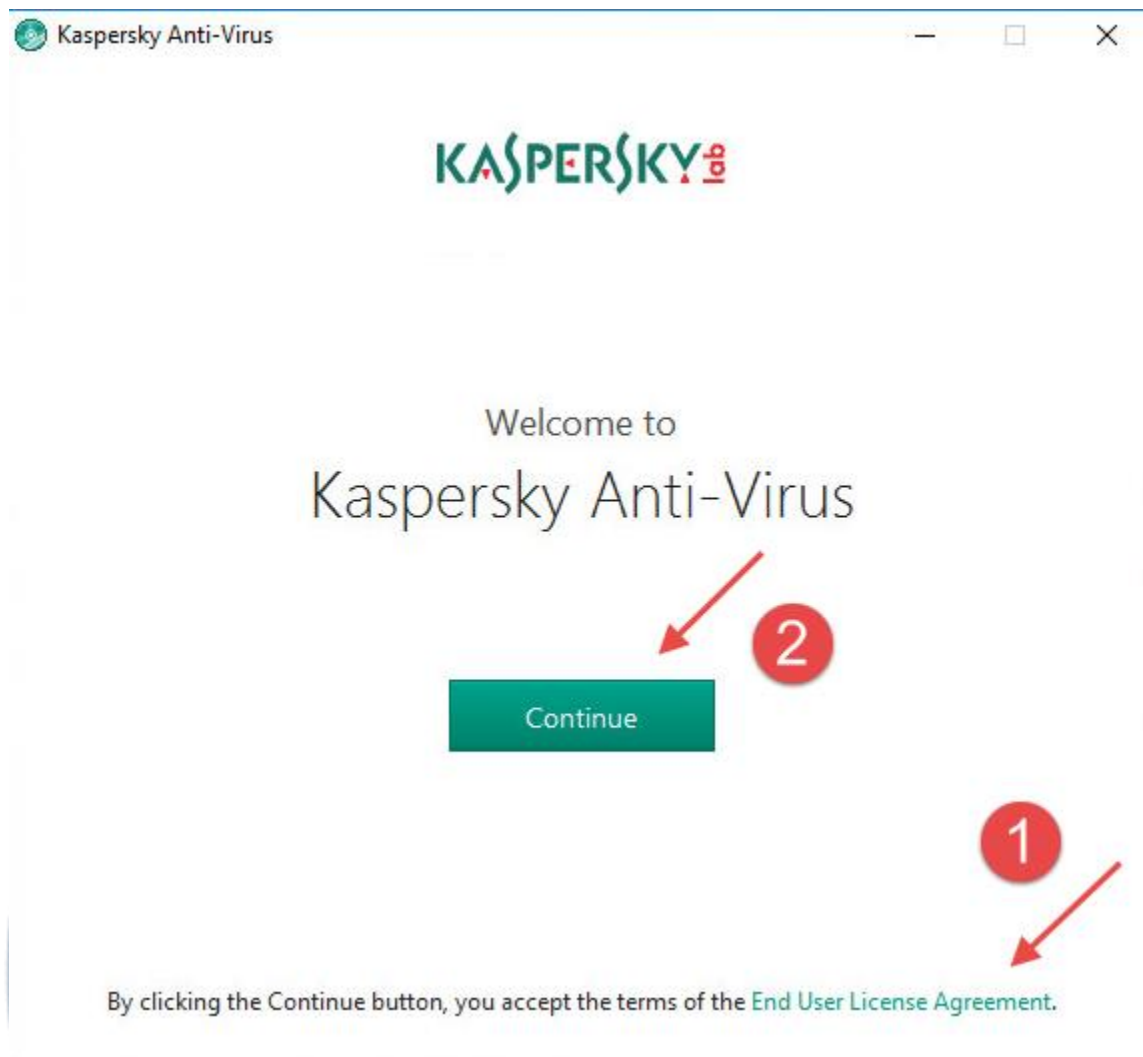 Kaspersky Anti-Virus
KASPERSKY lab
Welcome to
Kaspersky Anti-Virus
2
Continue
1
By clicking the Continue button, you accept the terms of the End User License Agreement.